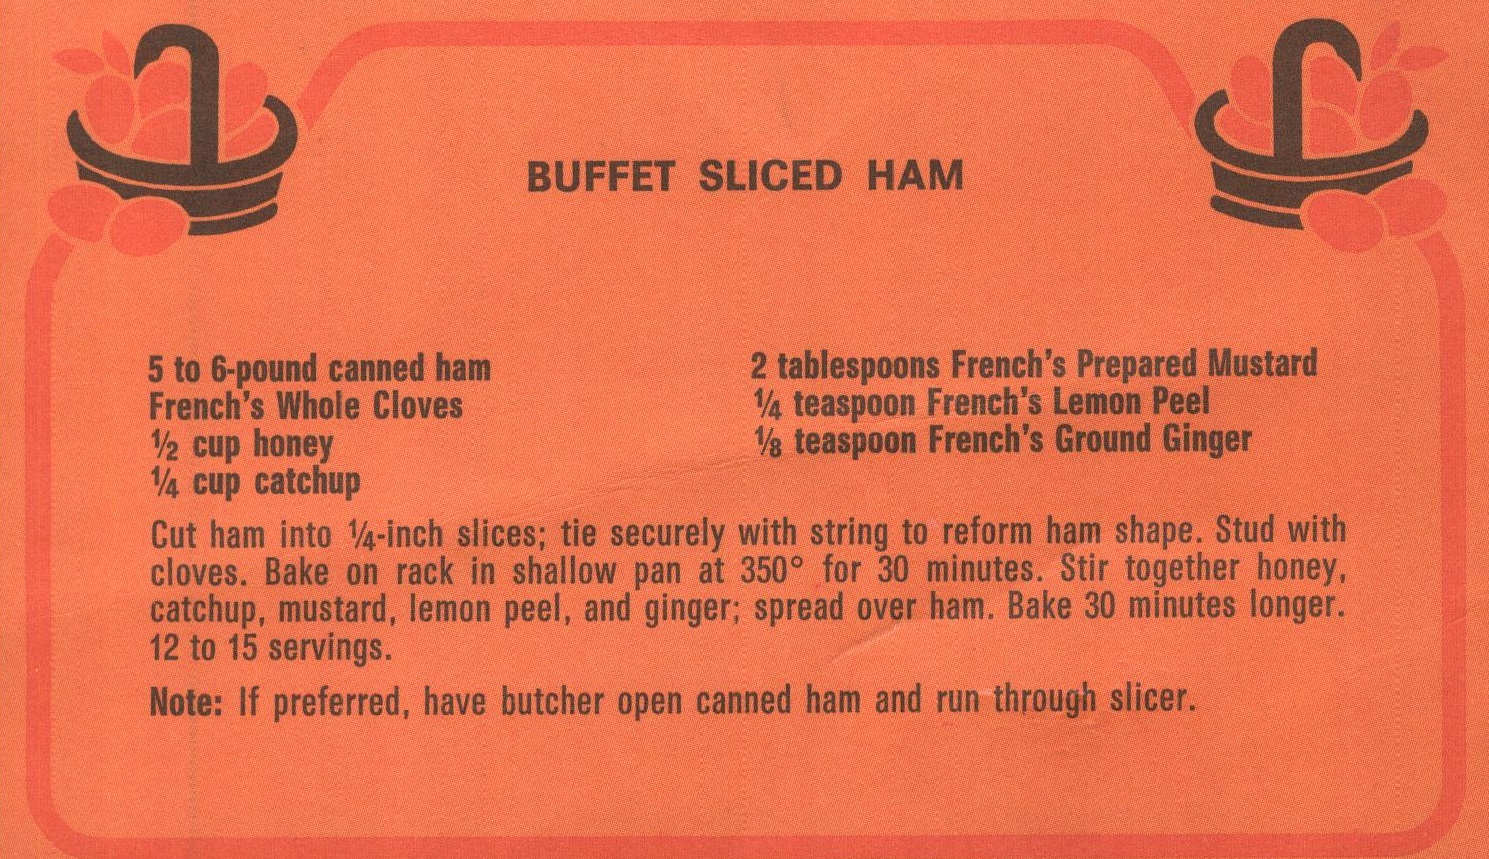 BUFFET SLICED HAM
5 to 6-pound canned ham
French's Whole Cloves
½ cup honey
¼ cup catchup
2 tablespoons French's Prepared Mustard
¼ teaspoon French's Lemon Peel
⅛ teaspoon French's Ground Ginger
Cut ham into ¼-inch slices; tie securely with string to reform ham shape. Stud with
cloves. Bake on rack in shallow pan at 350° for 30 minutes. Stir together honey,
catchup, mustard, lemon peel, and ginger; spread over ham. Bake 30 minutes longer.
12 to 15 servings.
Note: If preferred, have butcher open canned ham and run through slicer.